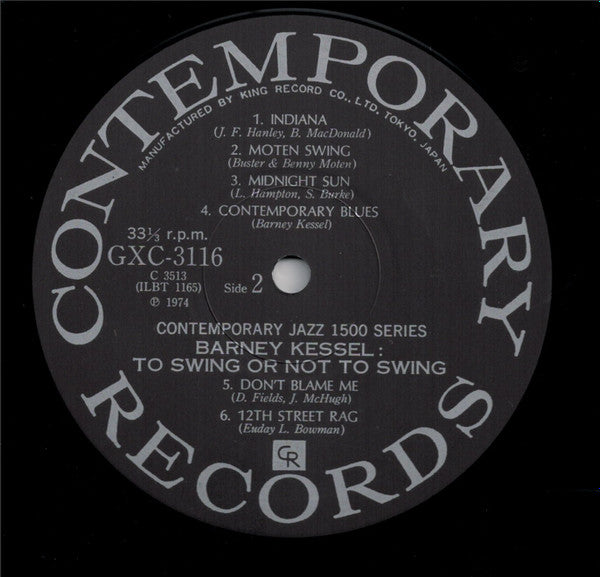 CONTEMPORARY
MANUFACTURED BY KING RECORD CO., LTD, TOKYO, JAPAN
1. INDIANA
(J. F. Hanley, B. MacDonald)
2. MOTEN SWING
(Buster & Benny Moten)
3. MIDNIGHT SUN
(L. Hampton, S. Burke)
4. CONTEMPORARY BLUES
(Barney Kessel)
33⅓ r.p.m.
GXC-3116
C 3513
(ILBT 1165)
Ⓟ 1974
Side 2
CONTEMPORARY JAZZ 1500 SERIES
BARNEY KESSEL:
TO SWING OR NOT TO SWING
5. DON'T BLAME ME
(D. Fields, J. McHugh)
6. 12TH STREET RAG
(Euday L. Bowman)
CR
RECORDS